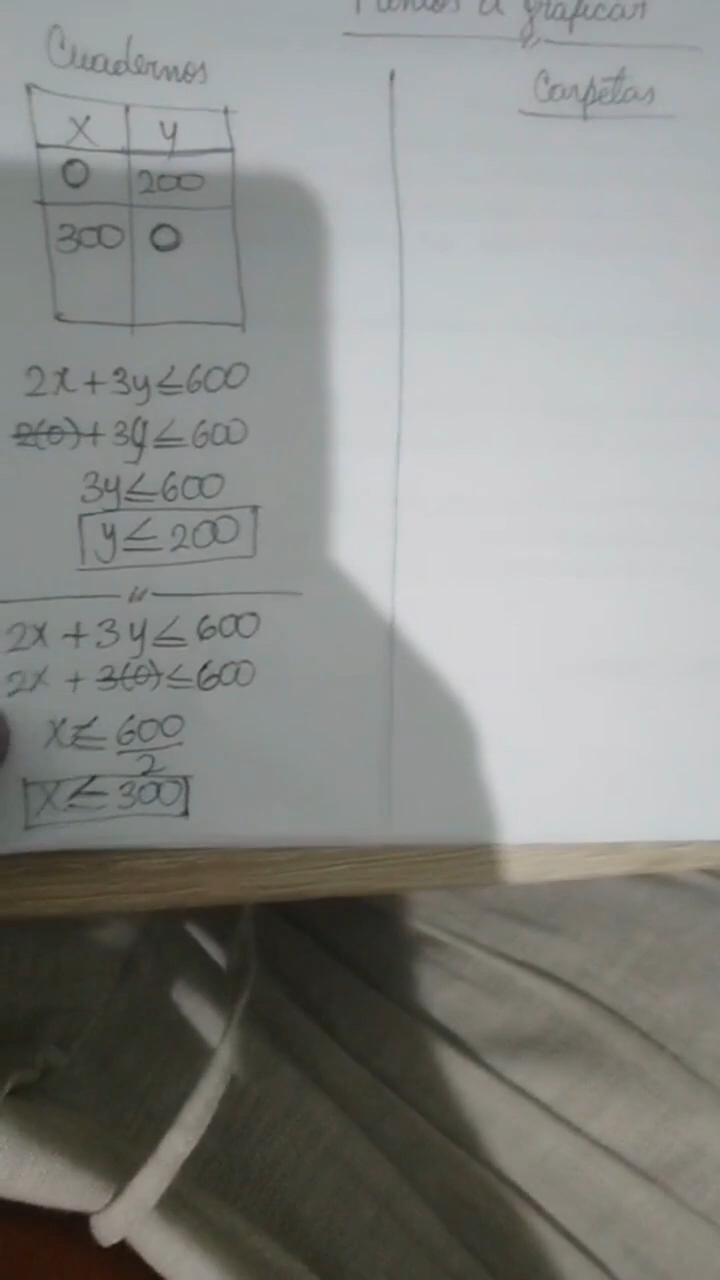 a graficar
Cuadernos
Carpetas
x y
0 200
300 0
2x+3y≤600
2(0)+3y≤600
3y≤600
y≤200
2x+3y≤600
2x+3(0)≤600
x≤600/2
x≤300